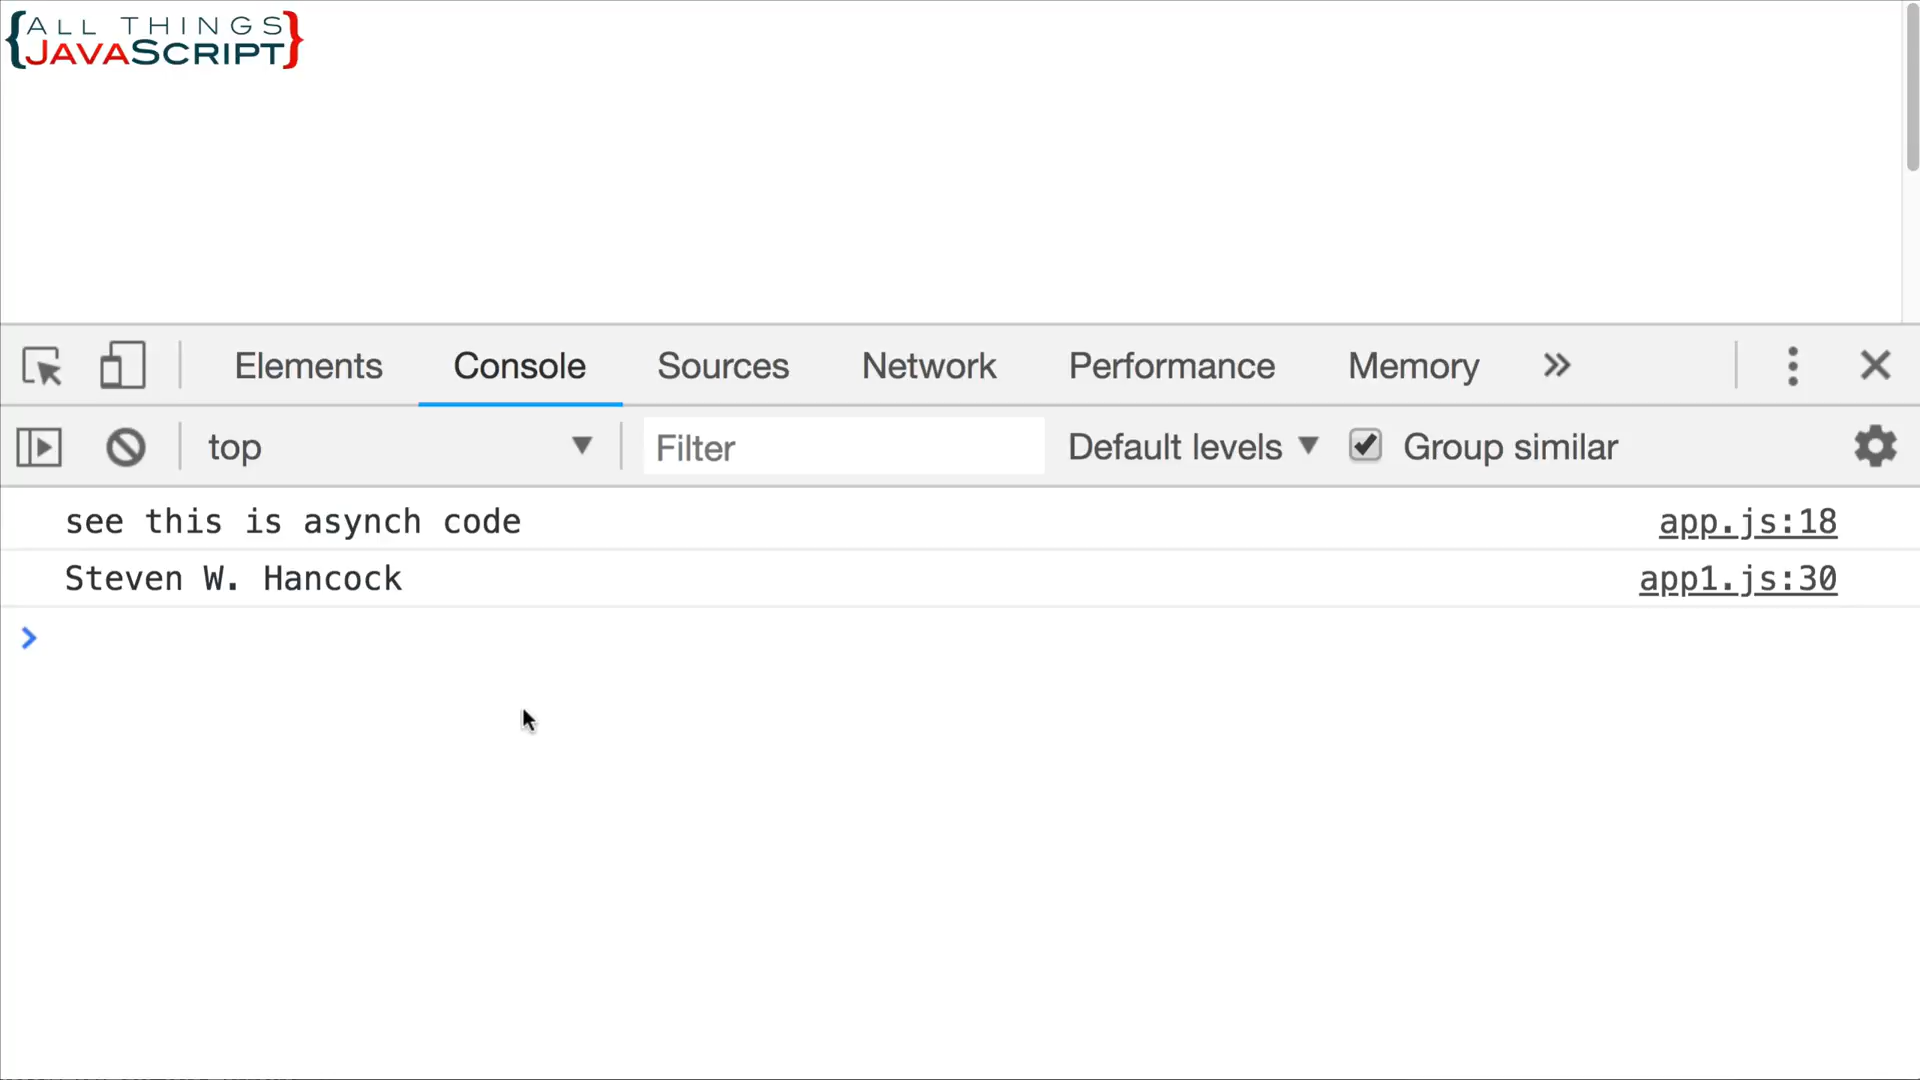 {ALL THINGS
JAVASCRIPT}
Elements Console Sources Network Performance Memory »
top Filter Default levels Group similar
see this is asynch code app.js:18
Steven W. Hancock app1.js:30
>